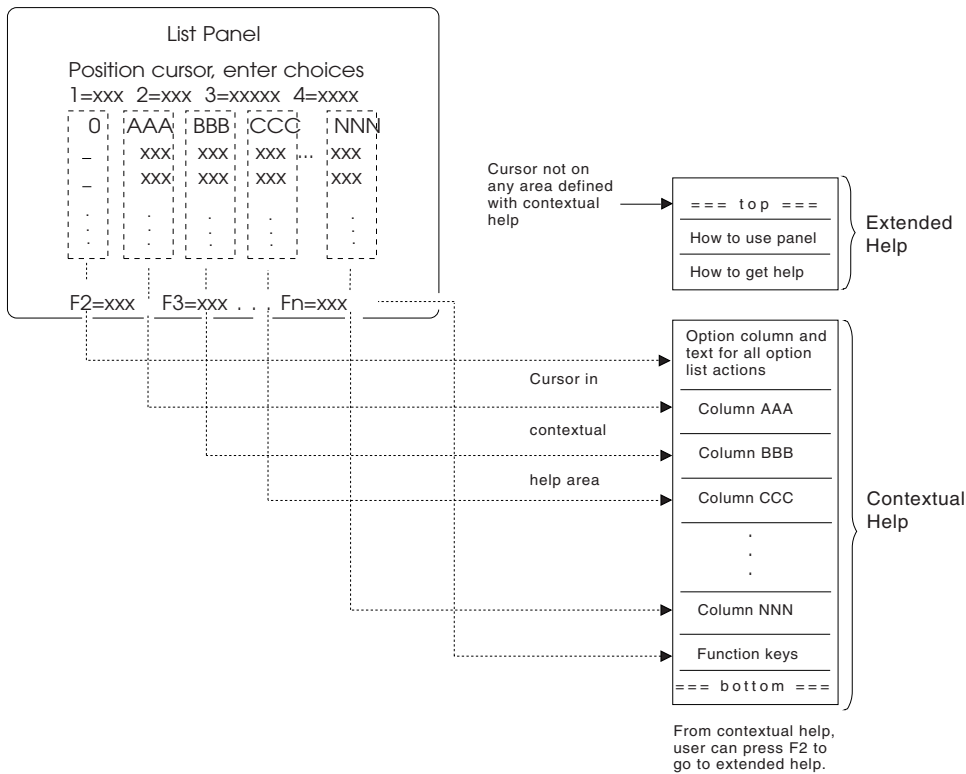 List Panel
Position cursor, enter choices
1=xxx 2=xxx 3=xxxxx 4=xxxx
0 AAA BBB CCC NNN
_ xxx xxx xxx ... xxx
_ xxx xxx xxx xxx
. . . . .
. . . . .
. . . . .
F2=xxx F3=xxx . . . Fn=xxx
Cursor not on
any area defined
with contextual
help
=== top ===
How to use panel
How to get help
Extended
Help
Option column and
text for all option
list actions
Cursor in
Column AAA
contextual
Column BBB
help area
Column CCC
.
.
.
Column NNN
Function keys
=== bottom ===
Contextual
Help
From contextual help,
user can press F2 to
go to extended help.